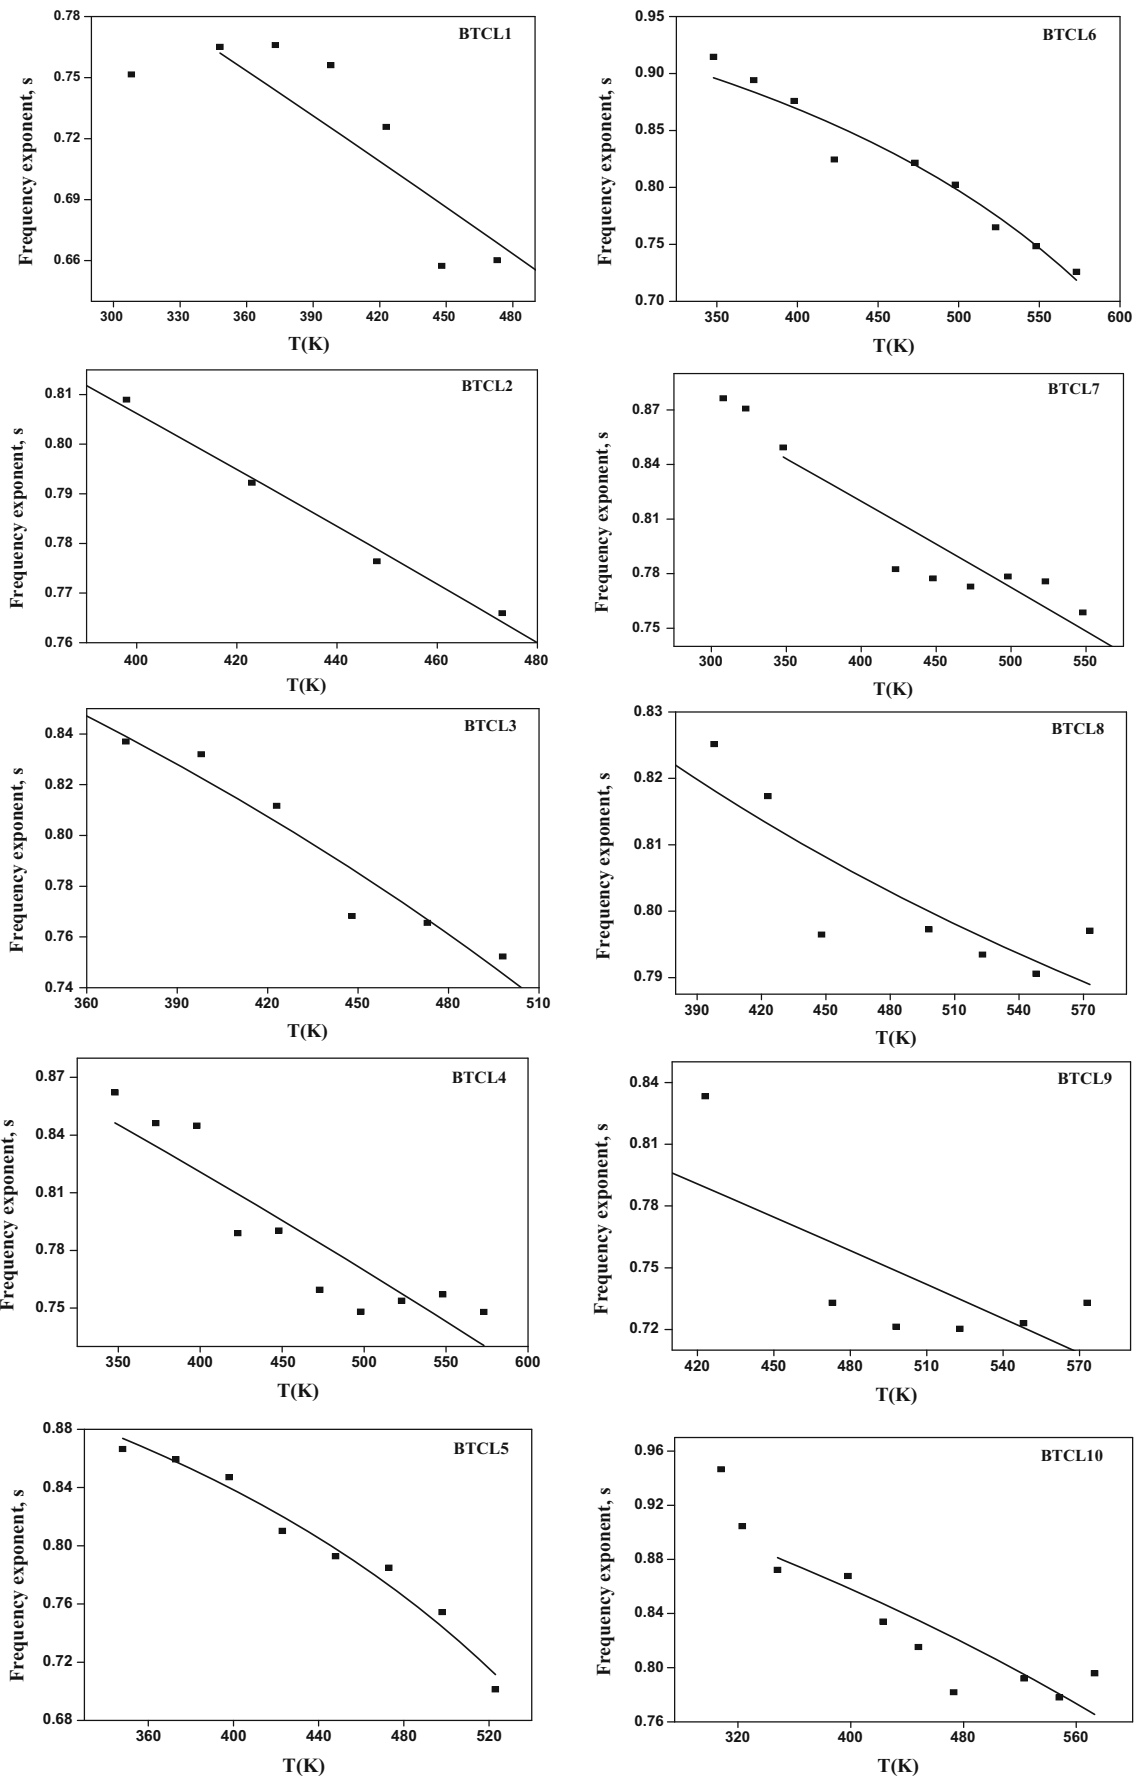 BTCL1
Frequency exponent, s
0.78
0.75
0.72
0.69
0.66
300 330 360 390 420 450 480
T(K)
BTCL6
Frequency exponent, s
0.95
0.90
0.85
0.80
0.75
0.70
350 400 450 500 550 600
T(K)
BTCL2
Frequency exponent, s
0.81
0.80
0.79
0.78
0.77
0.76
400 420 440 460 480
T(K)
BTCL7
Frequency exponent, s
0.87
0.84
0.81
0.78
0.75
300 350 400 450 500 550
T(K)
BTCL3
Frequency exponent, s
0.84
0.82
0.80
0.78
0.76
0.74
360 390 420 450 480 510
T(K)
BTCL8
Frequency exponent, s
0.83
0.82
0.81
0.80
0.79
390 420 450 480 510 540 570
T(K)
BTCL4
Frequency exponent, s
0.87
0.84
0.81
0.78
0.75
350 400 450 500 550 600
T(K)
BTCL9
Frequency exponent, s
0.84
0.81
0.78
0.75
0.72
420 450 480 510 540 570
T(K)
BTCL5
Frequency exponent, s
0.88
0.84
0.80
0.76
0.72
0.68
360 400 440 480 520
T(K)
BTCL10
Frequency exponent, s
0.96
0.92
0.88
0.84
0.80
0.76
320 400 480 560
T(K)